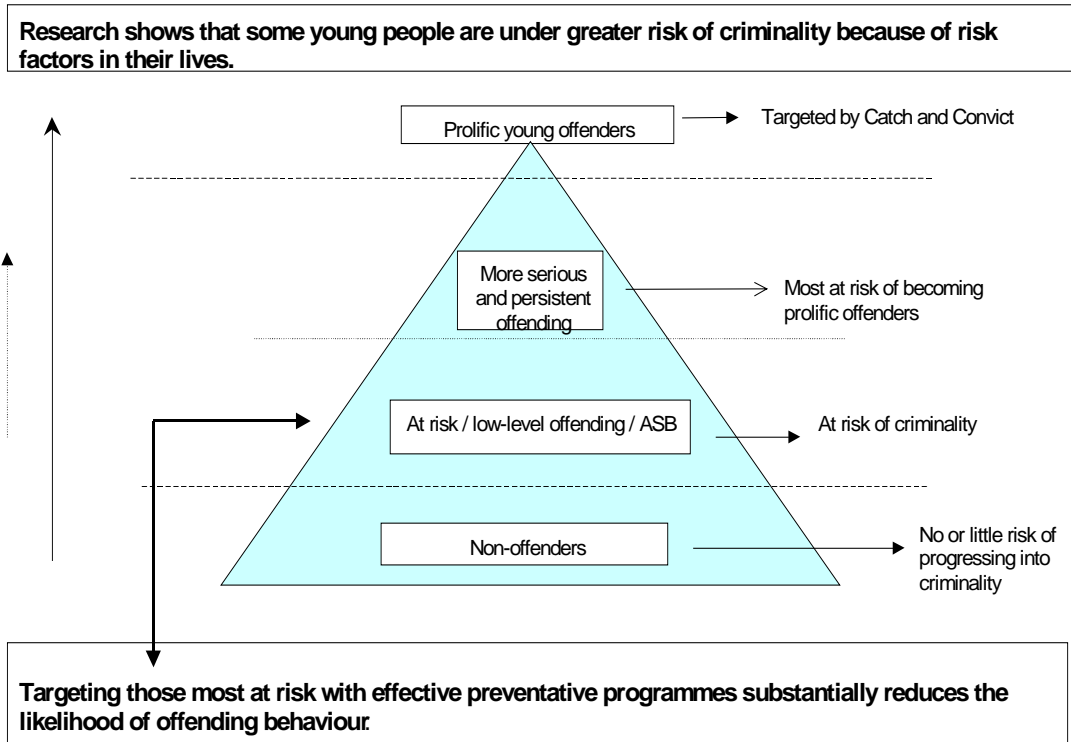 Research shows that some young people are under greater risk of criminality because of risk
factors in their lives.
Prolific young offenders
Targeted by Catch and Convict
More serious
and persistent
offending
Most at risk of becoming
prolific offenders
At risk / low-level offending / ASB
At risk of criminality
Non-offenders
No or little risk of
progressing into
criminality
Targeting those most at risk with effective preventative programmes substantially reduces the
likelihood of offending behaviour.